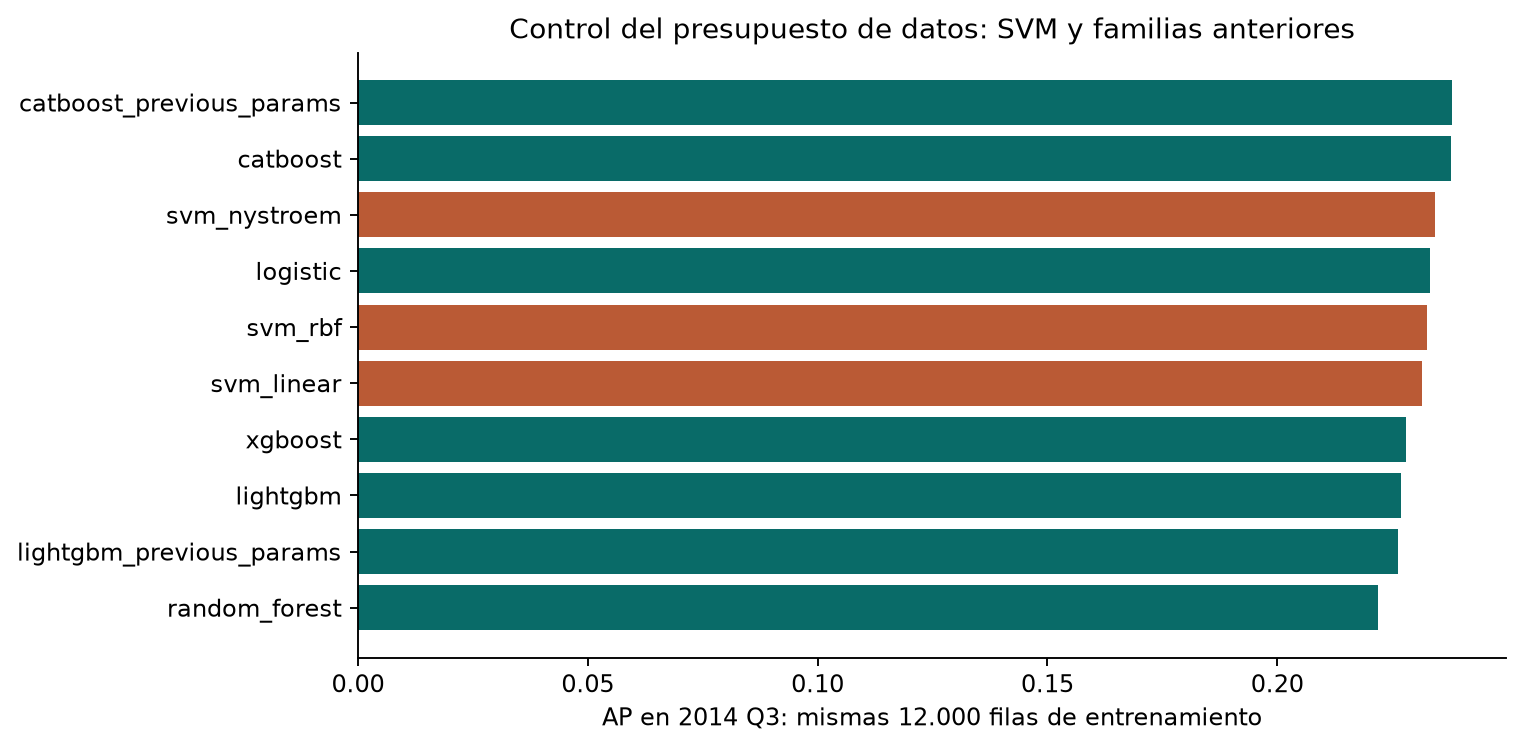 Control del presupuesto de datos: SVM y familias anteriores
catboost_previous_params
catboost
svm_nystroem
logistic
svm_rbf
svm_linear
xgboost
lightgbm
lightgbm_previous_params
random_forest
0.00 0.05 0.10 0.15 0.20
AP en 2014 Q3: mismas 12.000 filas de entrenamiento